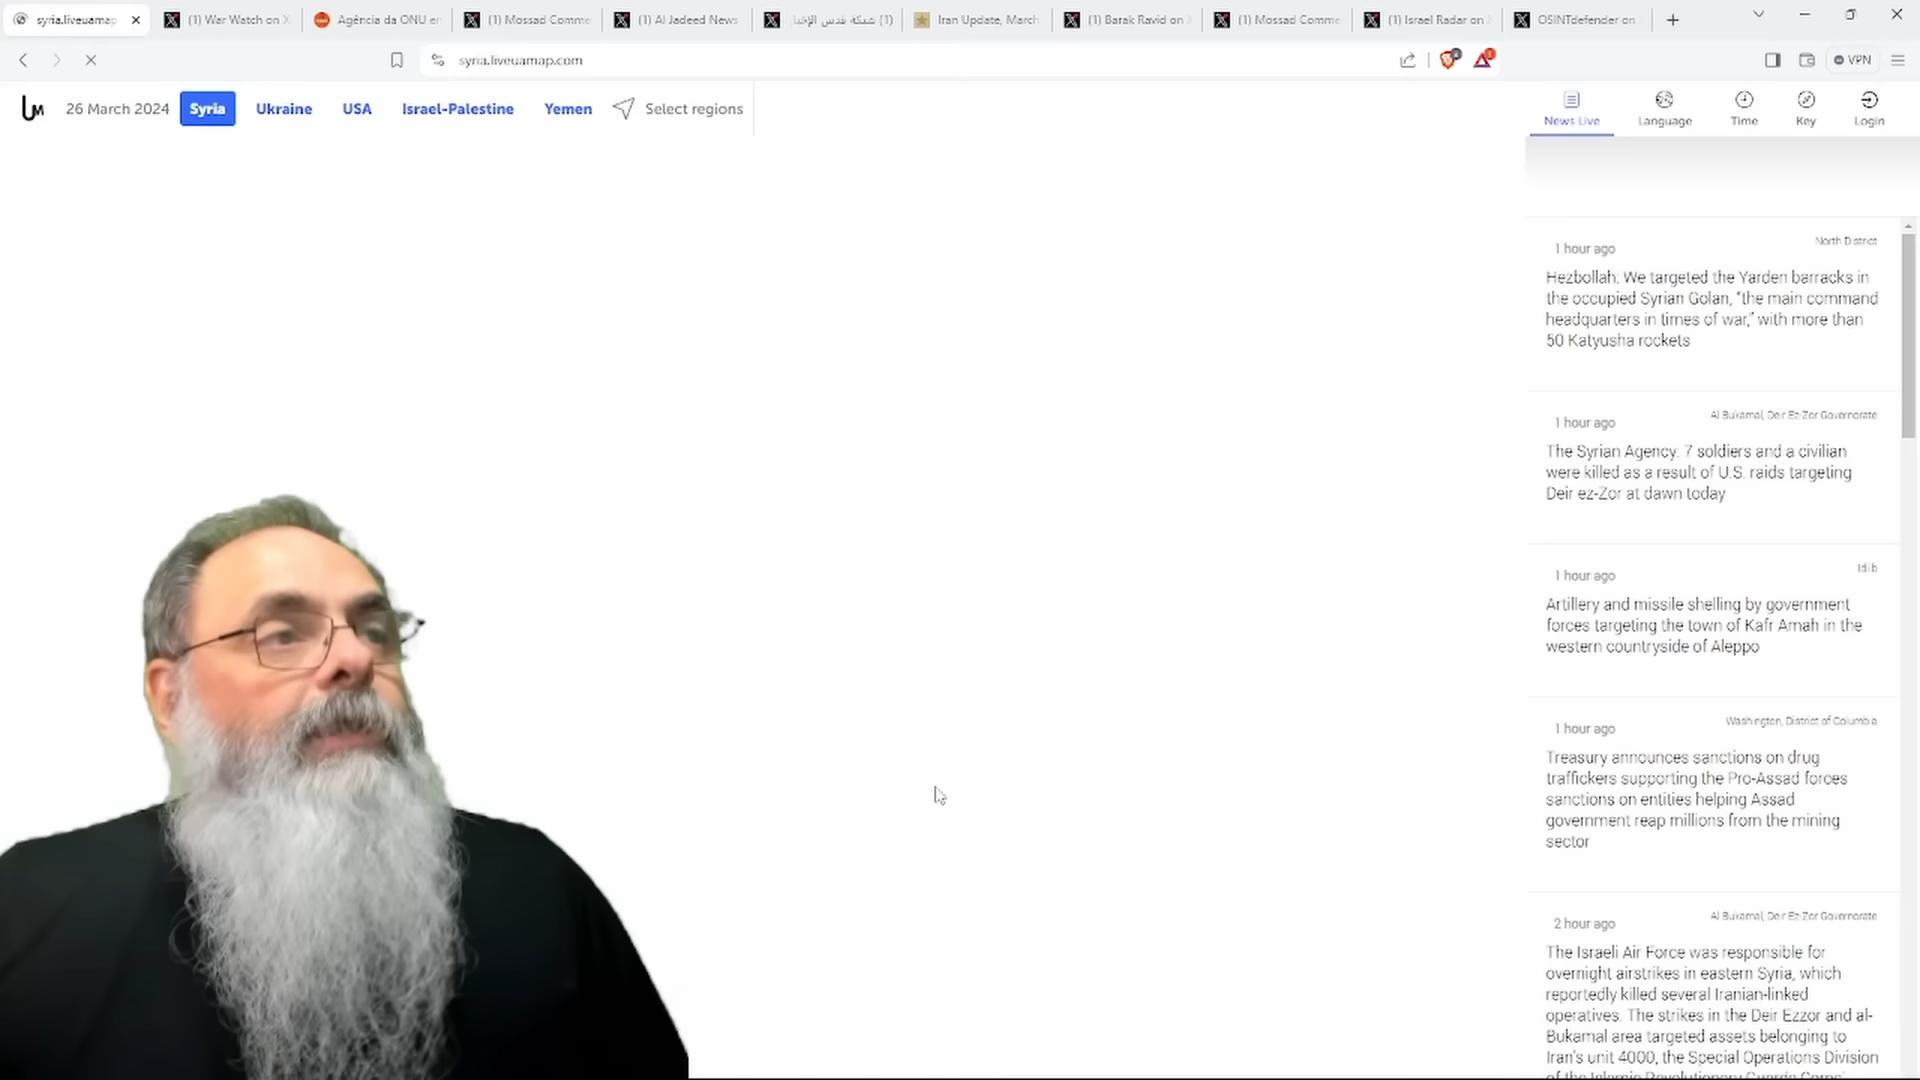 syria.liveuamap
(1) War Watch on X
Agência da ONU en
(1) Mossad Comme
(1) Al Jadeed News
(1) شبكة قدس الإخبار
Iran Update, March
(1) Barak Ravid on X
(1) Mossad Comme
(1) Israel Radar on X
OSINTdefender on
syria.liveuamap.com
VPN
26 March 2024
Syria
Ukraine
USA
Israel-Palestine
Yemen
Select regions
News Live
Language
Time
Key
Login
1 hour ago
North District
Hezbollah: We targeted the Yarden barracks in
the occupied Syrian Golan, "the main command
headquarters in times of war," with more than
50 Katyusha rockets
1 hour ago
Al Bukamal, Deir Ez-Zor Governorate
The Syrian Agency: 7 soldiers and a civilian
were killed as a result of U.S. raids targeting
Deir ez-Zor at dawn today
1 hour ago
Idlib
Artillery and missile shelling by government
forces targeting the town of Kafr Amah in the
western countryside of Aleppo
1 hour ago
Washington, District of Columbia
Treasury announces sanctions on drug
traffickers supporting the Pro-Assad forces
sanctions on entities helping Assad
government reap millions from the mining
sector
2 hour ago
Al Bukamal, Deir Ez-Zor Governorate
The Israeli Air Force was responsible for
overnight airstrikes in eastern Syria, which
reportedly killed several Iranian-linked
operatives. The strikes in the Deir Ezzor and al-
Bukamal area targeted assets belonging to
Iran's unit 4000, the Special Operations Division
of the Islamic Revolutionary Guards Corps'